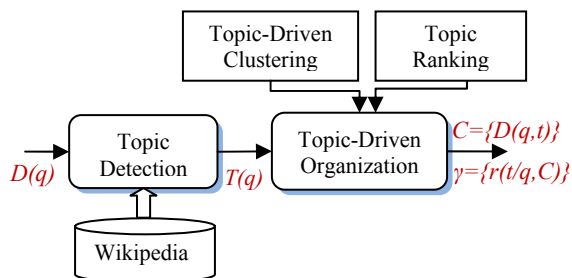 Topic-Driven
Clustering
Topic
Ranking
Topic
Detection
Topic-Driven
Organization
D(q)
T(q)
C={D(q,t)}
γ={r(t/q,C)}
Wikipedia